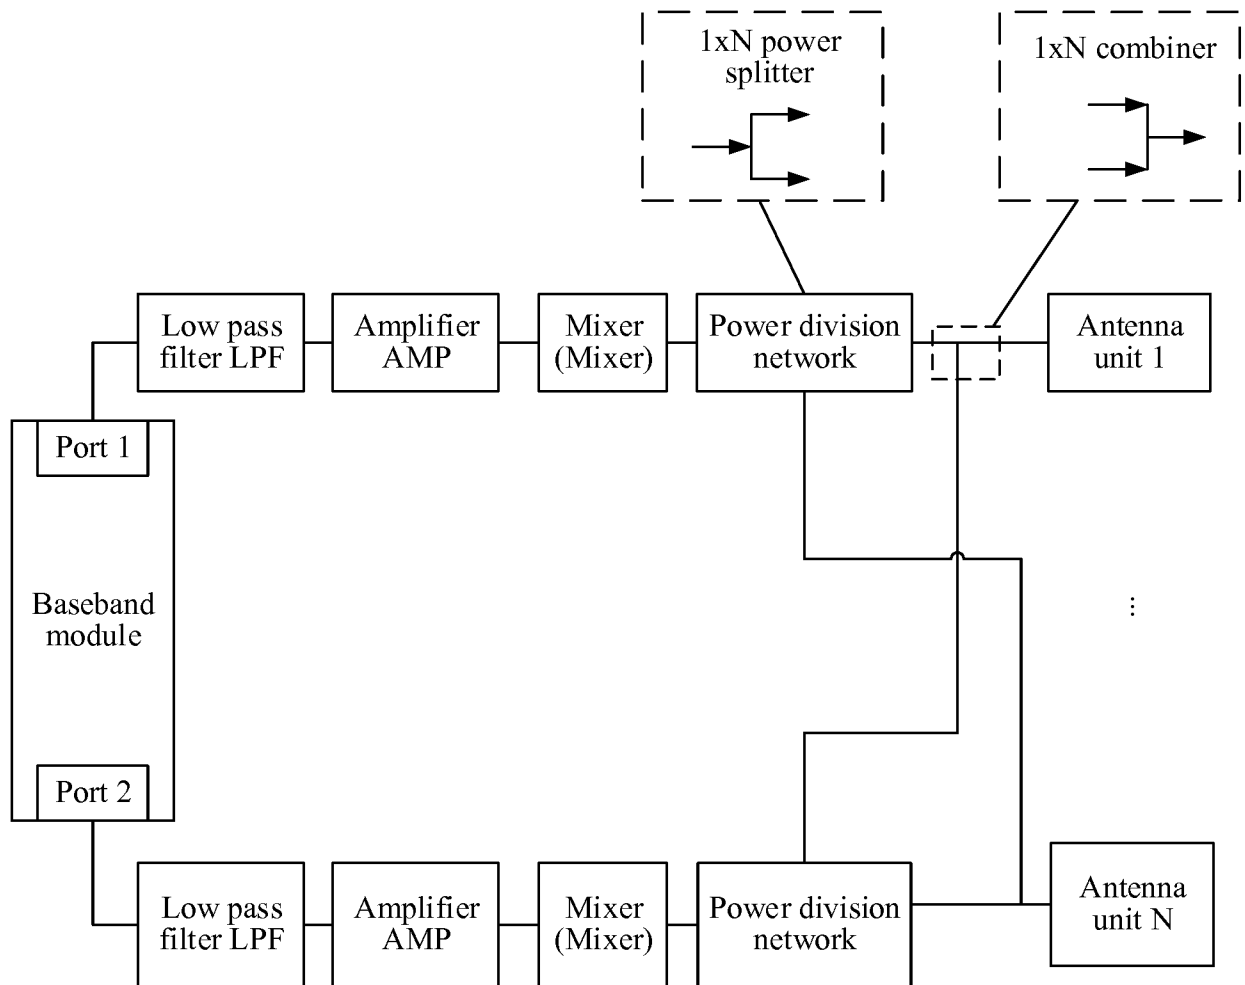 1xN power
splitter
1xN combiner
Low pass
filter LPF
Amplifier
AMP
Mixer
(Mixer)
Power division
network
Antenna
unit 1
Port 1
Baseband
module
⋮
Port 2
Low pass
filter LPF
Amplifier
AMP
Mixer
(Mixer)
Power division
network
Antenna
unit N